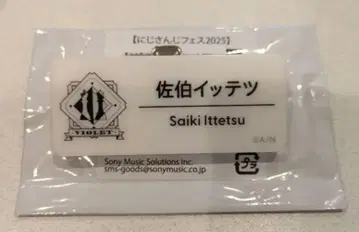 【にじさんじフェス2025】
佐伯イッテツ
Saiki Ittetsu
VIOLET
©A/N
Sony Music Solutions Inc.
sms-goods@sonymusic.co.jp
プラ